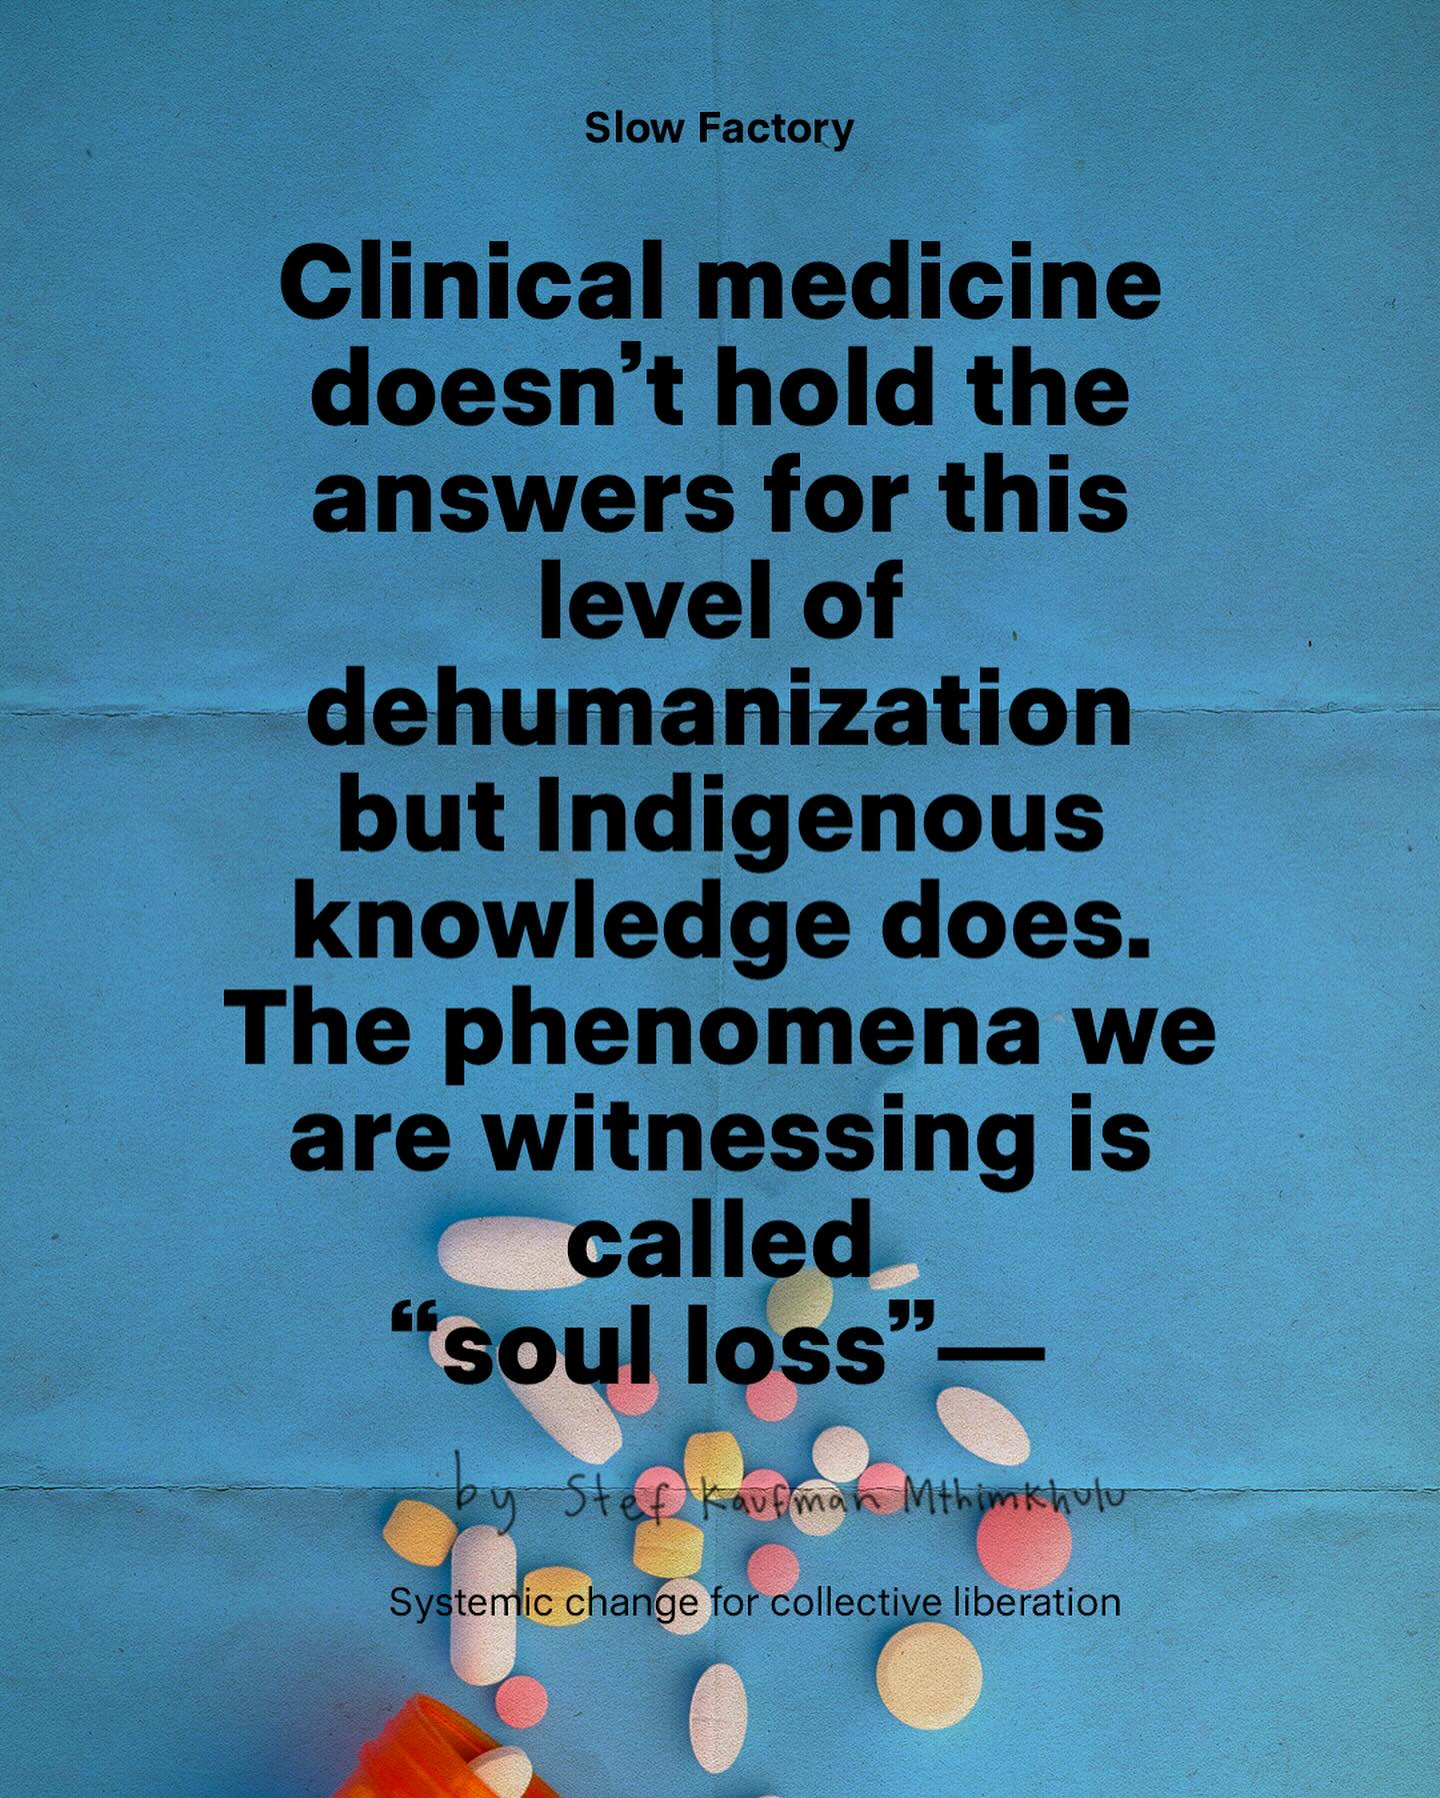 Slow Factory
Clinical medicine
doesn’t hold the
answers for this
level of
dehumanization
but Indigenous
knowledge does.
The phenomena we
are witnessing is
called
“soul loss”—
by Stef Kaufman Mthimkhulu
Systemic change for collective liberation